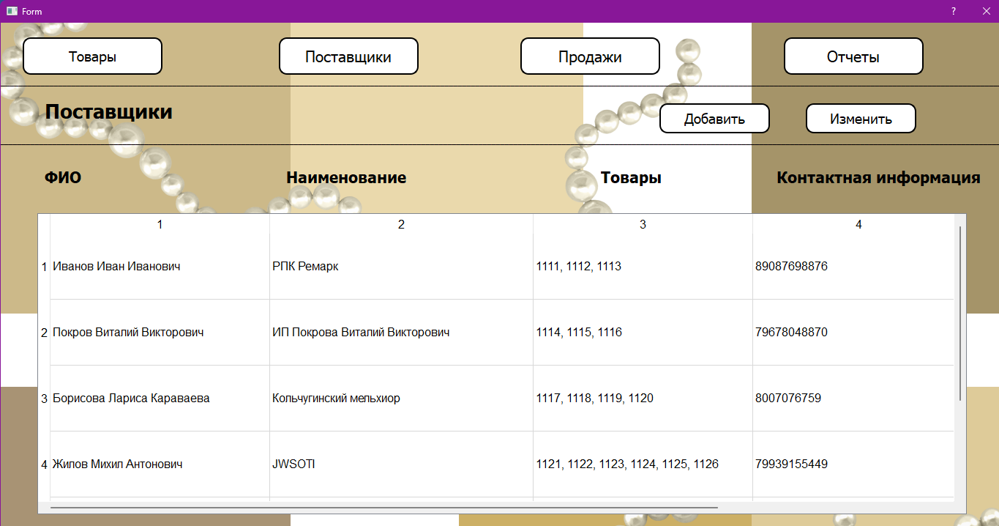 Form
Товары Поставщики Продажи Отчеты
Поставщики Добавить Изменить
ФИО Наименование Товары Контактная информация
1 2 3 4
1 Иванов Иван Иванович РПК Ремарк 1111, 1112, 1113 89087698876
2 Покров Виталий Викторович ИП Покрова Виталий Викторович 1114, 1115, 1116 79678048870
3 Борисова Лариса Караваева Кольчугинский мельхиор 1117, 1118, 1119, 1120 8007076759
4 Жилов Михил Антонович JWSOTI 1121, 1122, 1123, 1124, 1125, 1126 79939155449